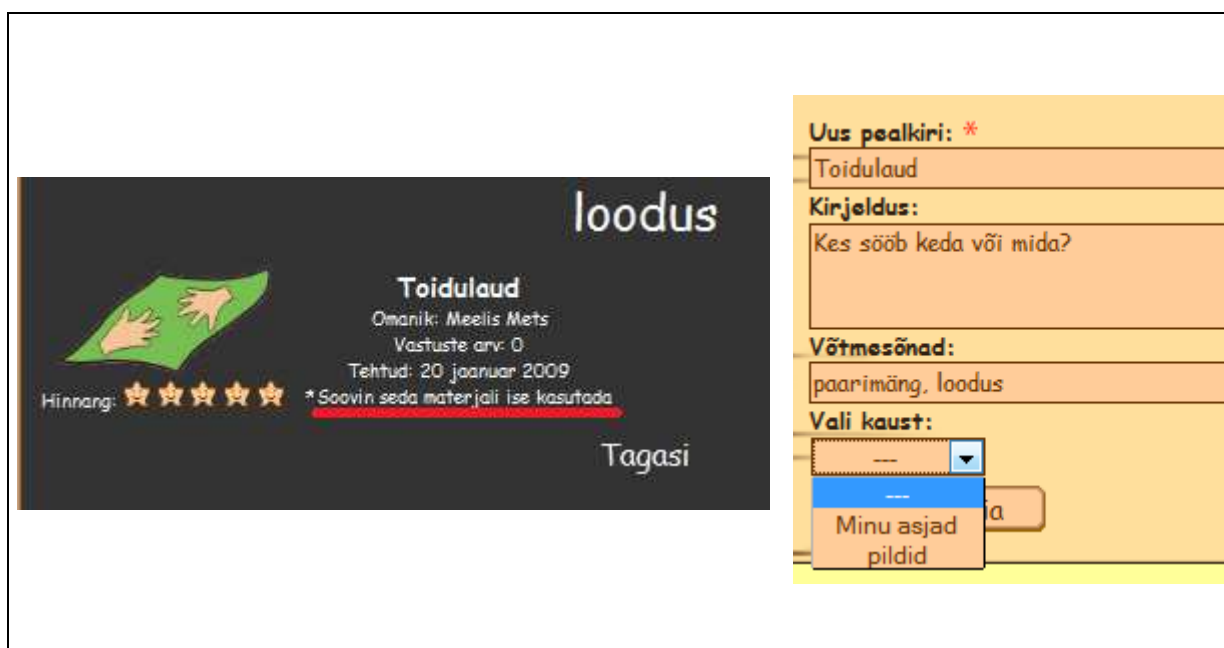 loodus
Toidulaud
Omanik: Meelis Mets
Vastuste arv: 0
Tehtud: 20 jaanuar 2009
Hinnang:
*Soovin seda materjali ise kasutada
Tagasi
Uus pealkiri: *
Toidulaud
Kirjeldus:
Kes sööb keda või mida?
Võtmesõnad:
paarimäng, loodus
Vali kaust:
---
---
Minu asjad
pildid